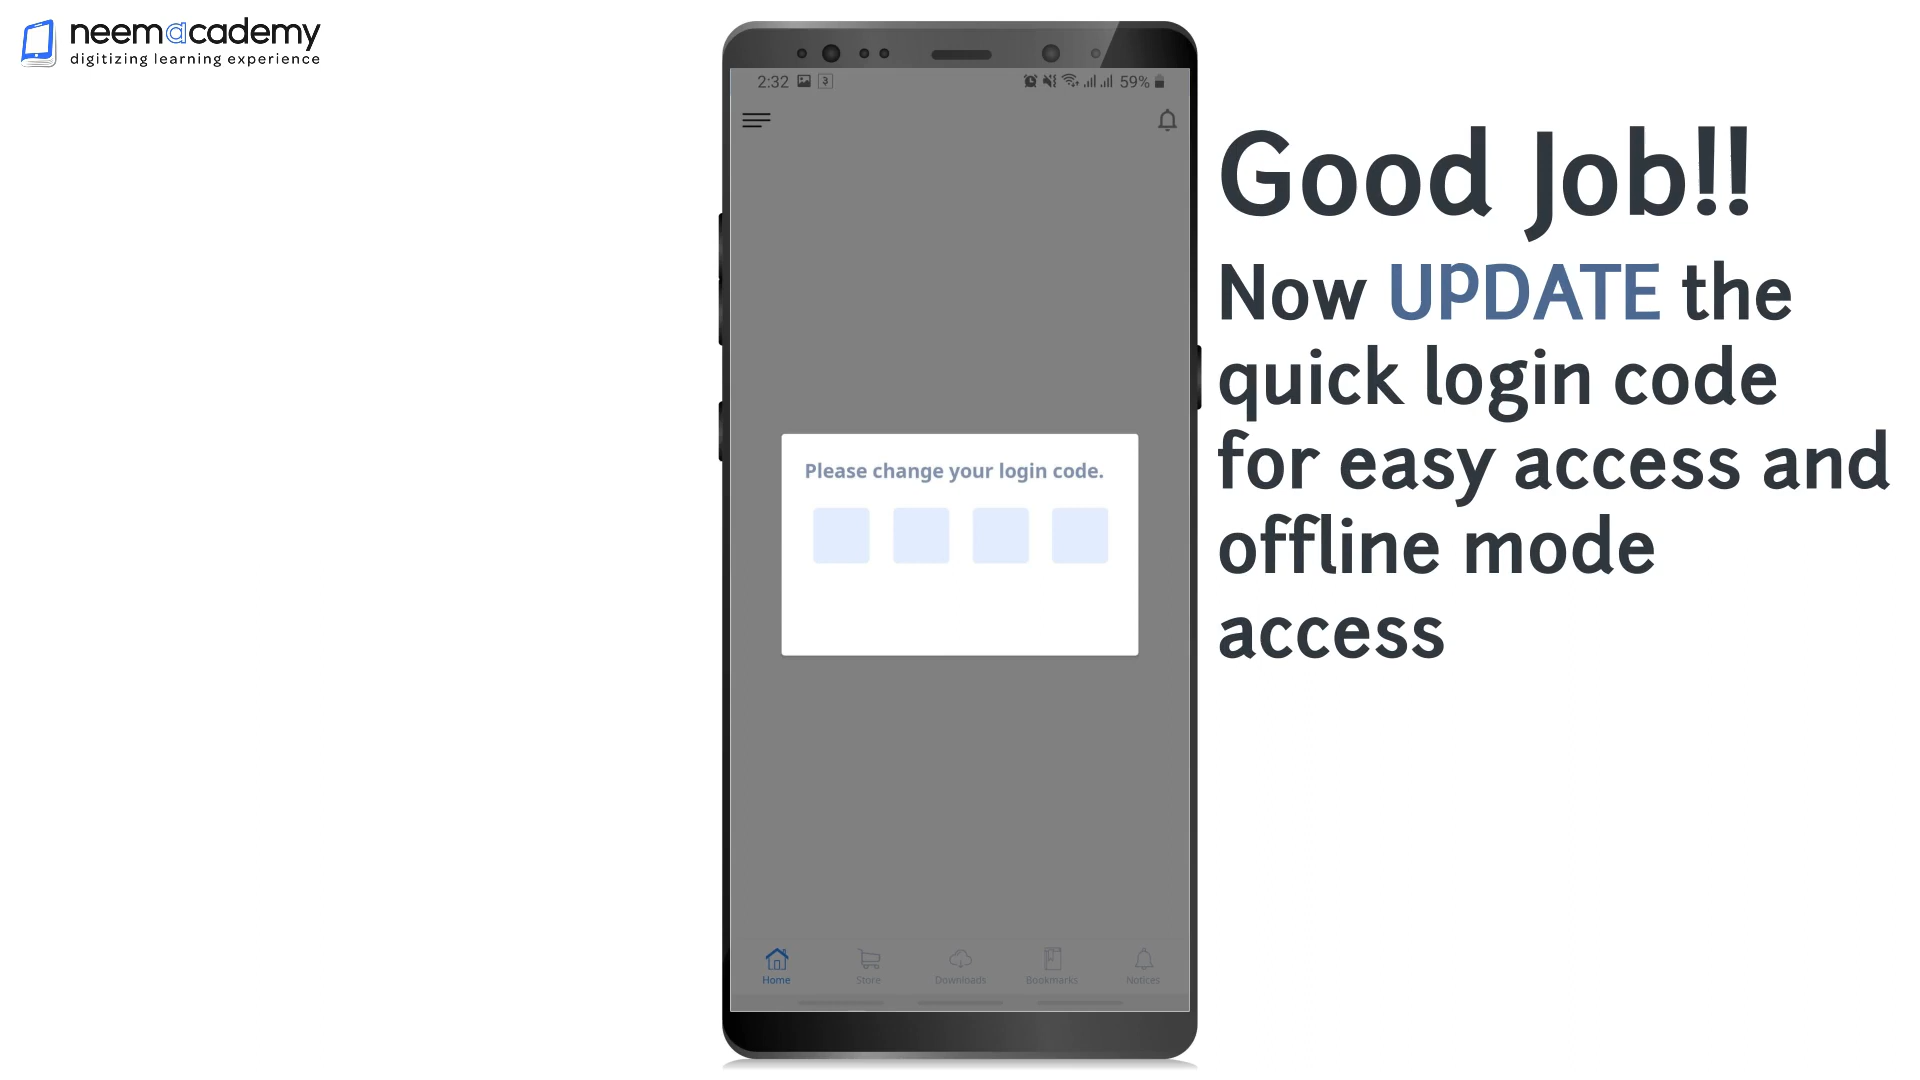 neemacademy
digitizing learning experience
2:32 3 59%
Good Job!!
Now UPDATE the
quick login code
for easy access and
offline mode
access
Please change your login code.
Home Store Downloads Bookmarks Notices